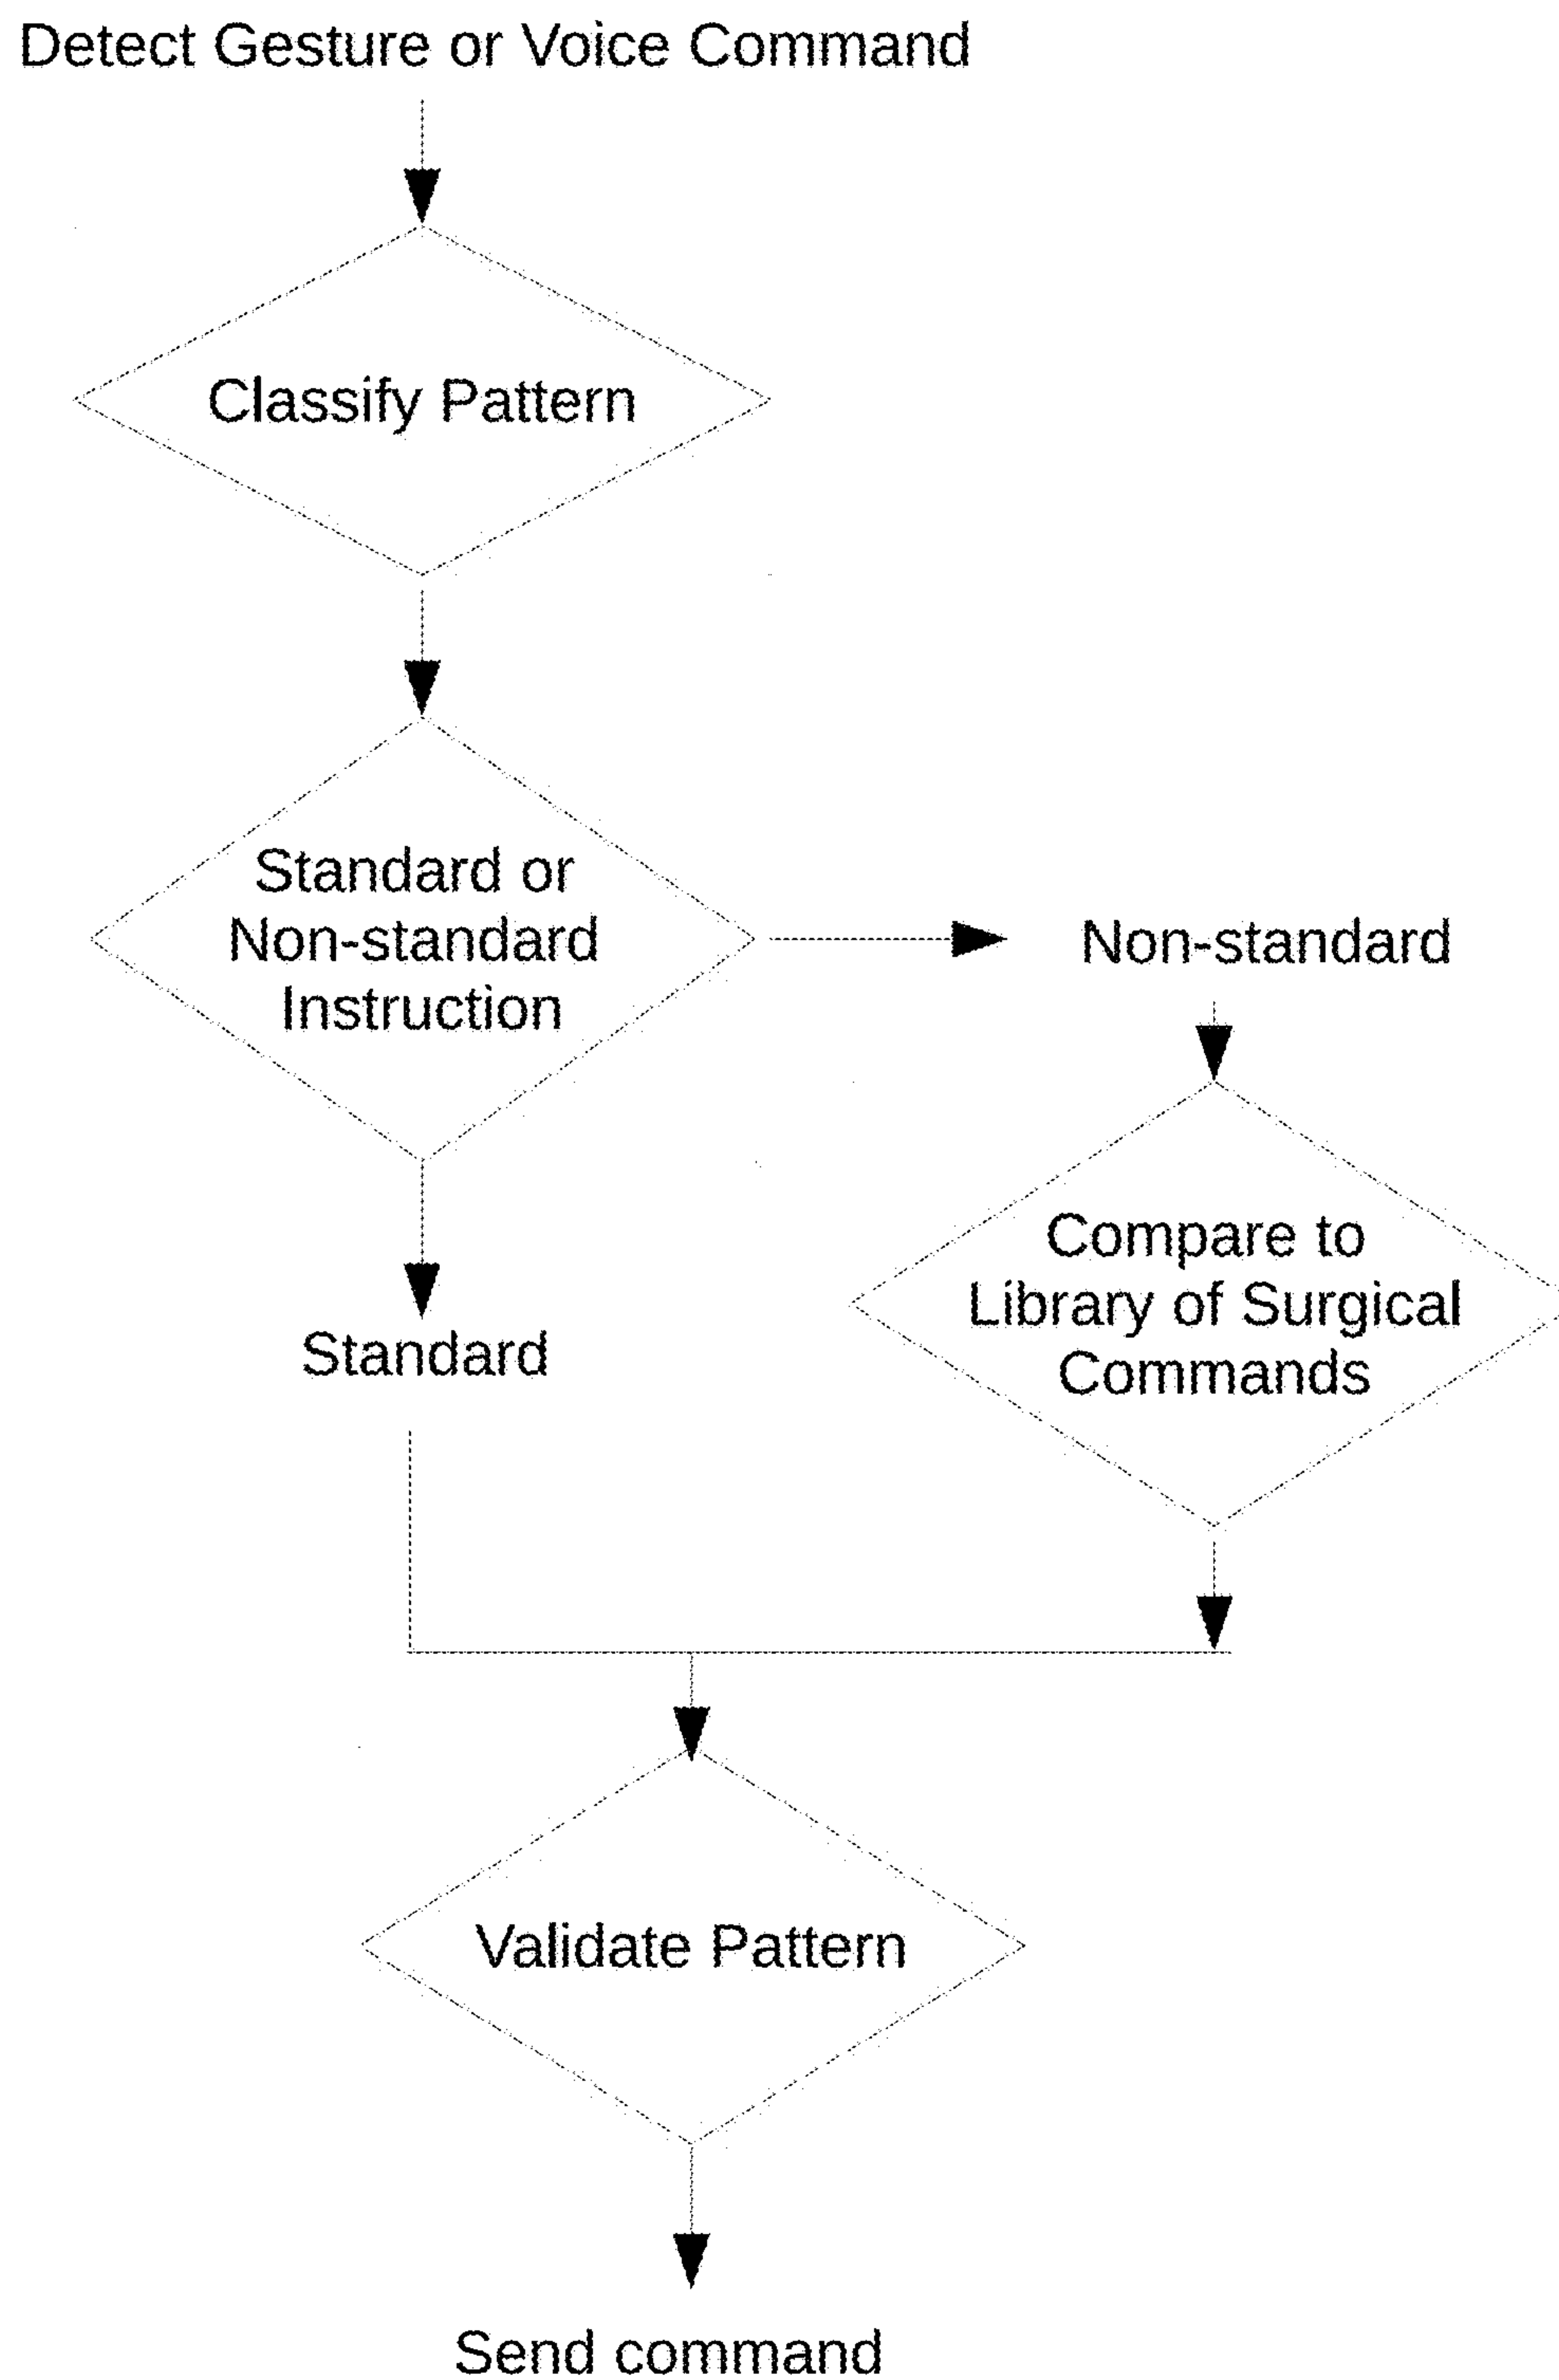 Detect Gesture or Voice Command
Classify Pattern
Standard or
Non-standard
Instruction
Non-standard
Compare to
Library of Surgical
Commands
Standard
Validate Pattern
Send command